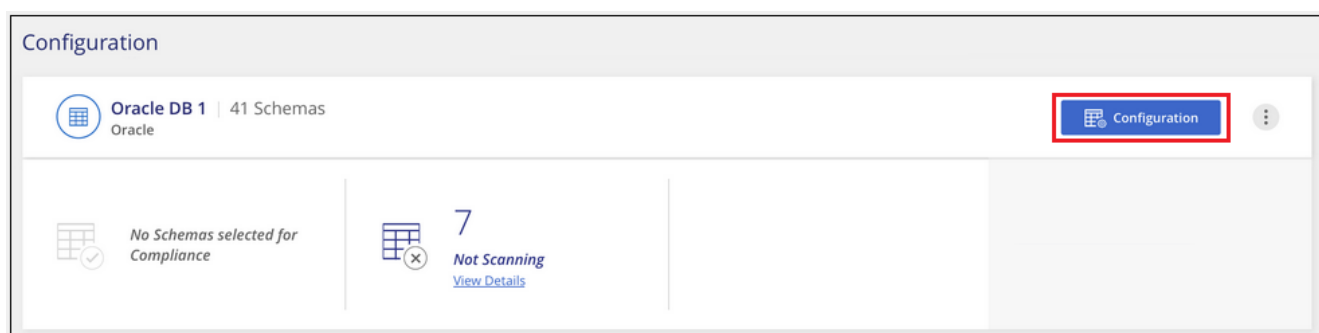 Configuration
Oracle DB 1 | 41 Schemas
Oracle
Configuration
No Schemas selected for
Compliance
7
Not Scanning
View Details